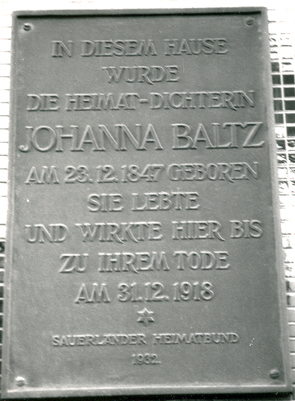 IN DIESEM HAUSE
WURDE
DIE HEIMAT-DICHTERIN
JOHANNA BALTZ
AM 23.12.1847 GEBOREN
SIE LEBTE
UND WIRKTE HIER BIS
ZU IHREM TODE
AM 31.12.1918
SAUERLÄNDER HEIMATBUND
1932.